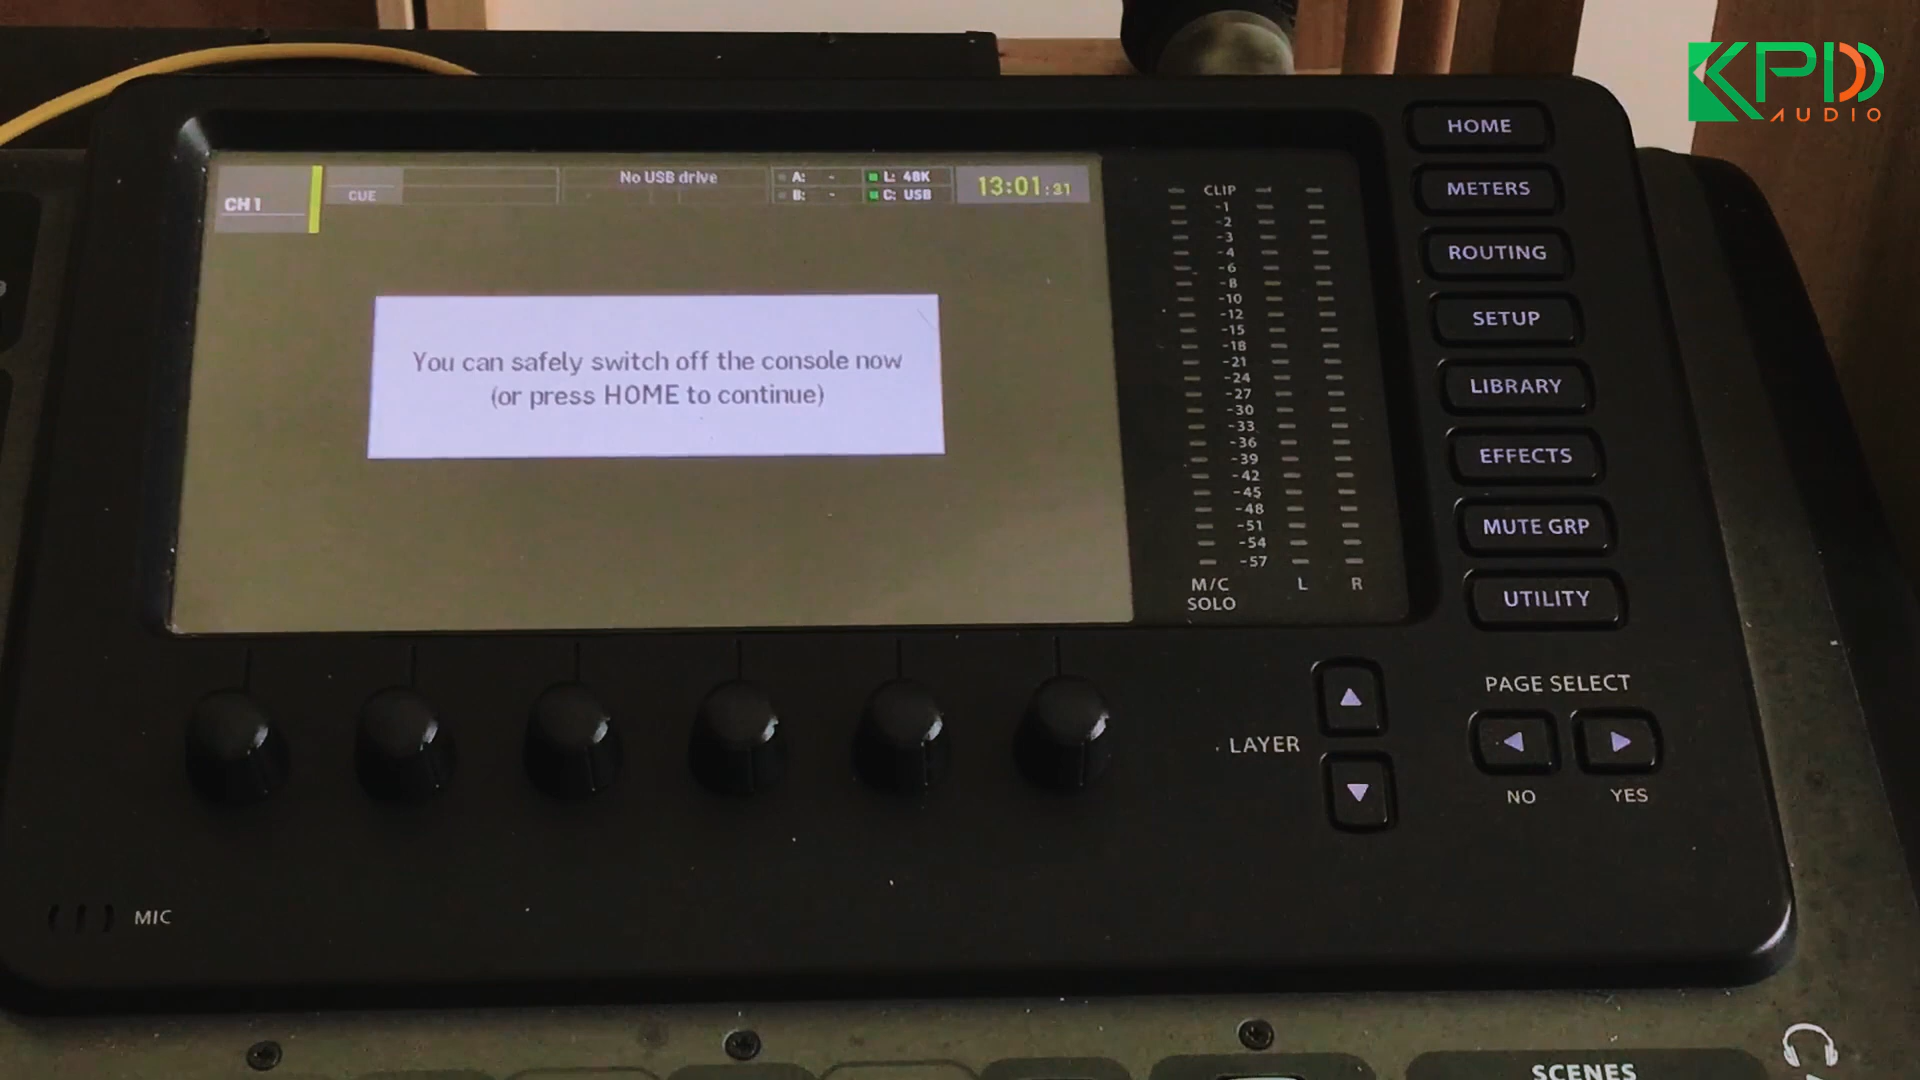 KPD
AUDIO
CH 1
CUE
No USB drive
A: -
B: -
L: 48K
C: USB
13:01:31
You can safely switch off the console now
(or press HOME to continue)
CLIP
-1
-2
-3
-4
-6
-8
-10
-12
-15
-18
-21
-24
-27
-30
-33
-36
-39
-42
-45
-48
-51
-54
-57
M/C
SOLO
L
R
HOME
METERS
ROUTING
SETUP
LIBRARY
EFFECTS
MUTE GRP
UTILITY
LAYER
PAGE SELECT
NO
YES
MIC
SCENES